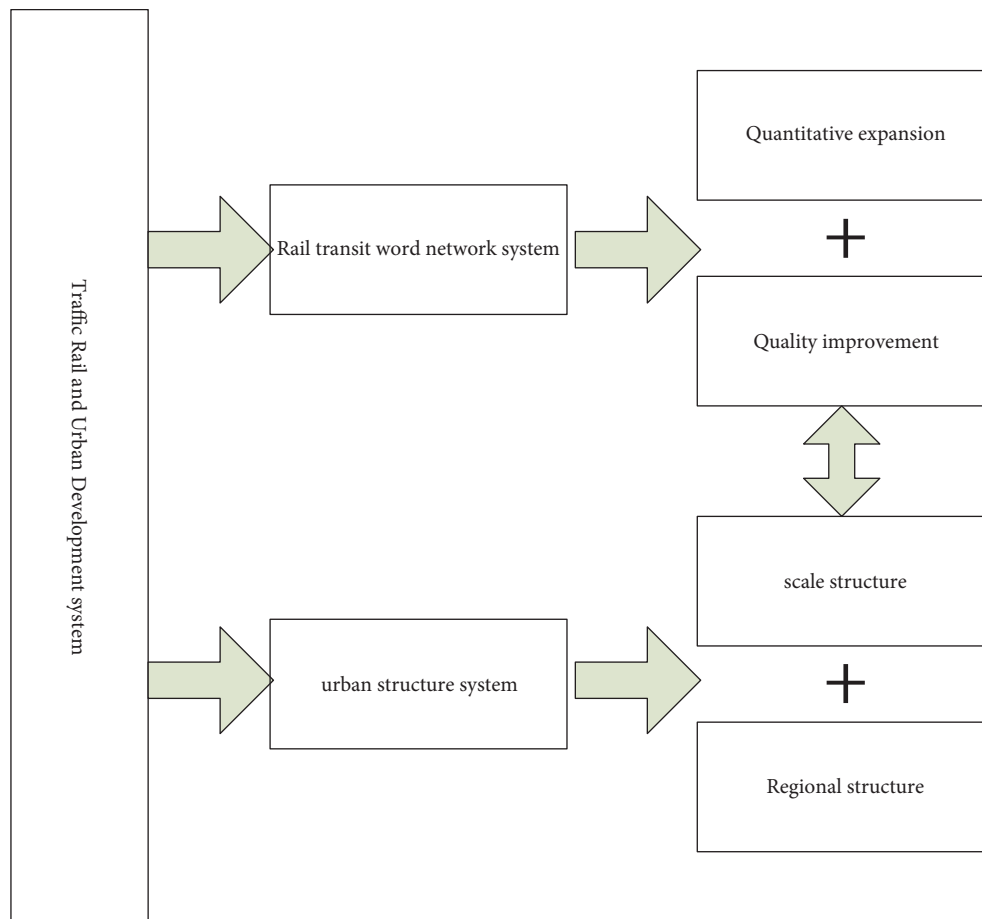 Traffic Rail and Urban Development system
Rail transit word network system
urban structure system
Quantitative expansion
+
Quality improvement
scale structure
+
Regional structure